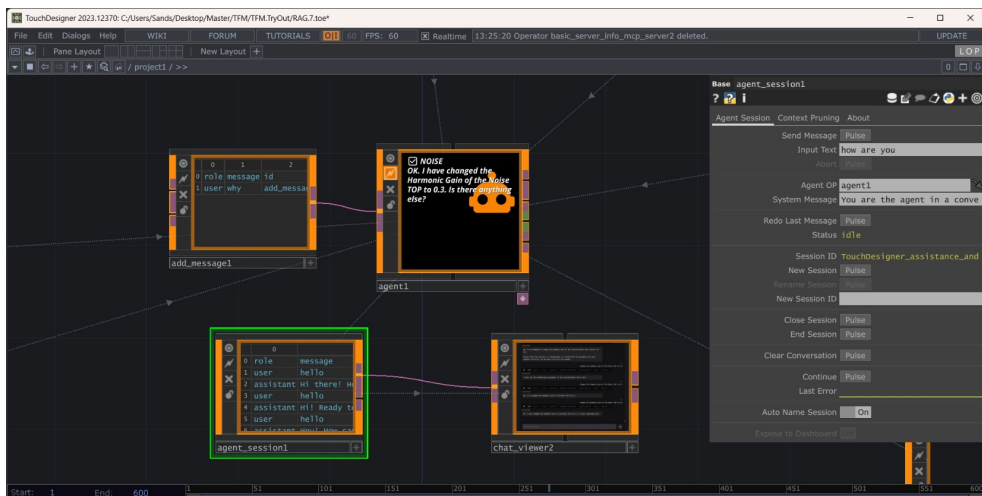 TouchDesigner 2023.12370: C:/Users/Sands/Desktop/Master/TFM/TFM.TryOut/RAG.7.toe*
File Edit Dialogs Help WIKI FORUM TUTORIALS O|I 60 FPS: 60 Realtime 13:25:20 Operator basic_server_info_mcp_server2 deleted. UPDATE
Pane Layout New Layout + LOP
/ project1 / >> 0
Base agent_session1
? ? i
Agent Session Context Pruning About
Send Message Pulse
Input Text how are you
Abort Pulse
Agent OP agent1
System Message You are the agent in a conve
Redo Last Message Pulse
Status idle
Session ID TouchDesigner_assistance_and
New Session Pulse
Rename Session Pulse
New Session ID
Close Session Pulse
End Session Pulse
Clear Conversation Pulse
Continue Pulse
Last Error
Auto Name Session On
Expose to Dashboard
0 1 2
0 role message id
1 user why add_messa
add_message1
NOISE
OK. I have changed the
Harmonic Gain of the Noise
TOP to 0.3. Is there anything
else?
agent1
0
0 role message
1 user hello
2 assistant Hi there! H
3 user hello
4 assistant Hi! Ready t
5 user hello
agent_session1
chat_viewer2
Start: 1 End: 600 1 51 101 151 201 251 301 351 401 451 501 551 600